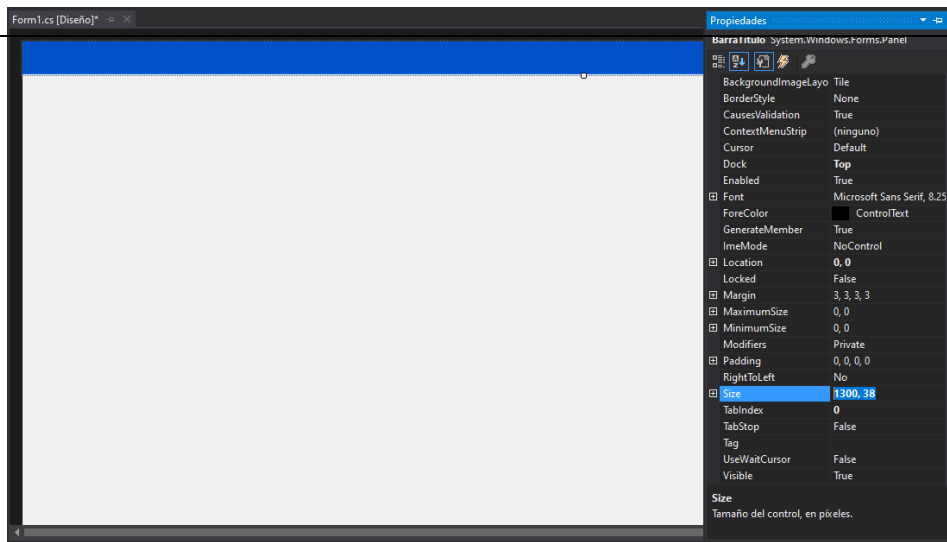 Form1.cs [Diseño]*
Propiedades
BarraTitulo System.Windows.Forms.Panel
BackgroundImageLayo Tile
BorderStyle None
CausesValidation True
ContextMenuStrip (ninguno)
Cursor Default
Dock Top
Enabled True
Font Microsoft Sans Serif, 8.25
ForeColor ControlText
GenerateMember True
ImeMode NoControl
Location 0, 0
Locked False
Margin 3, 3, 3, 3
MaximumSize 0, 0
MinimumSize 0, 0
Modifiers Private
Padding 0, 0, 0, 0
RightToLeft No
Size 1300, 38
TabIndex 0
TabStop False
Tag
UseWaitCursor False
Visible True
Size
Tamaño del control, en píxeles.